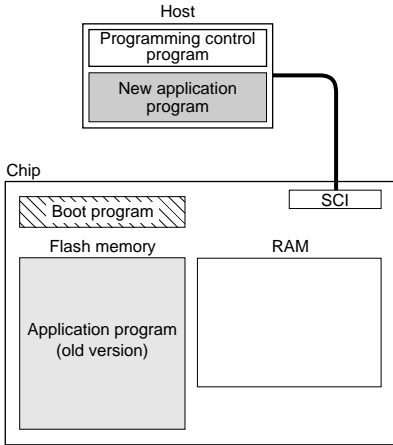 Host
Programming control
program
New application
program
Chip
SCI
Boot program
Flash memory
RAM
Application program
(old version)